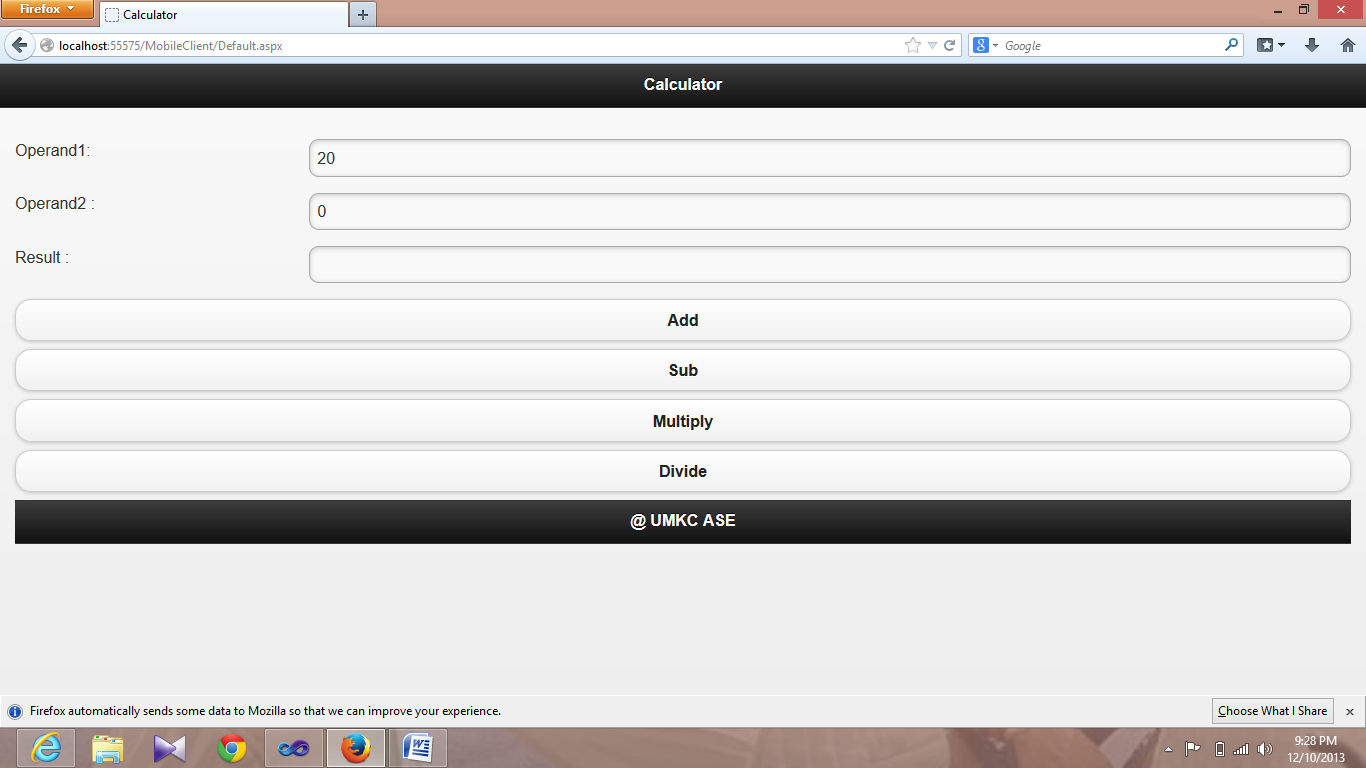 Firefox
Calculator
localhost:55575/MobileClient/Default.aspx
Google
Calculator
Operand1:
20
Operand2 :
0
Result :
Add
Sub
Multiply
Divide
@ UMKC ASE
Firefox automatically sends some data to Mozilla so that we can improve your experience.
Choose What I Share
9:28 PM
12/10/2013